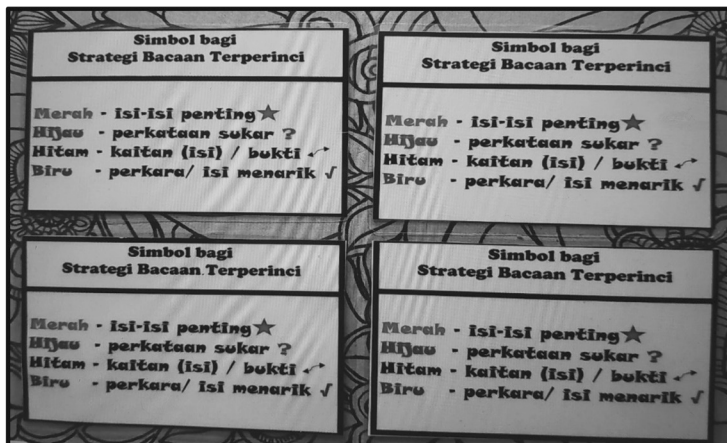 Simbol bagi
Strategi Bacaan Terperinci
Merah - isi-isi penting ★
Hijau - perkataan sukar ?
Hitam - kaitan (isi) / bukti
Biru - perkara/ isi menarik √
Simbol bagi
Strategi Bacaan Terperinci
Merah - isi-isi penting ★
Hijau - perkataan sukar ?
Hitam - kaitan (isi) / bukti
Biru - perkara/ isi menarik √
Simbol bagi
Strategi Bacaan Terperinci
Merah - isi-isi penting ★
Hijau - perkataan sukar ?
Hitam - kaitan (isi) / bukti
Biru - perkara/ isi menarik √
Simbol bagi
Strategi Bacaan Terperinci
Merah - isi-isi penting ★
Hijau - perkataan sukar ?
Hitam - kaitan (isi) / bukti
Biru - perkara/ isi menarik √